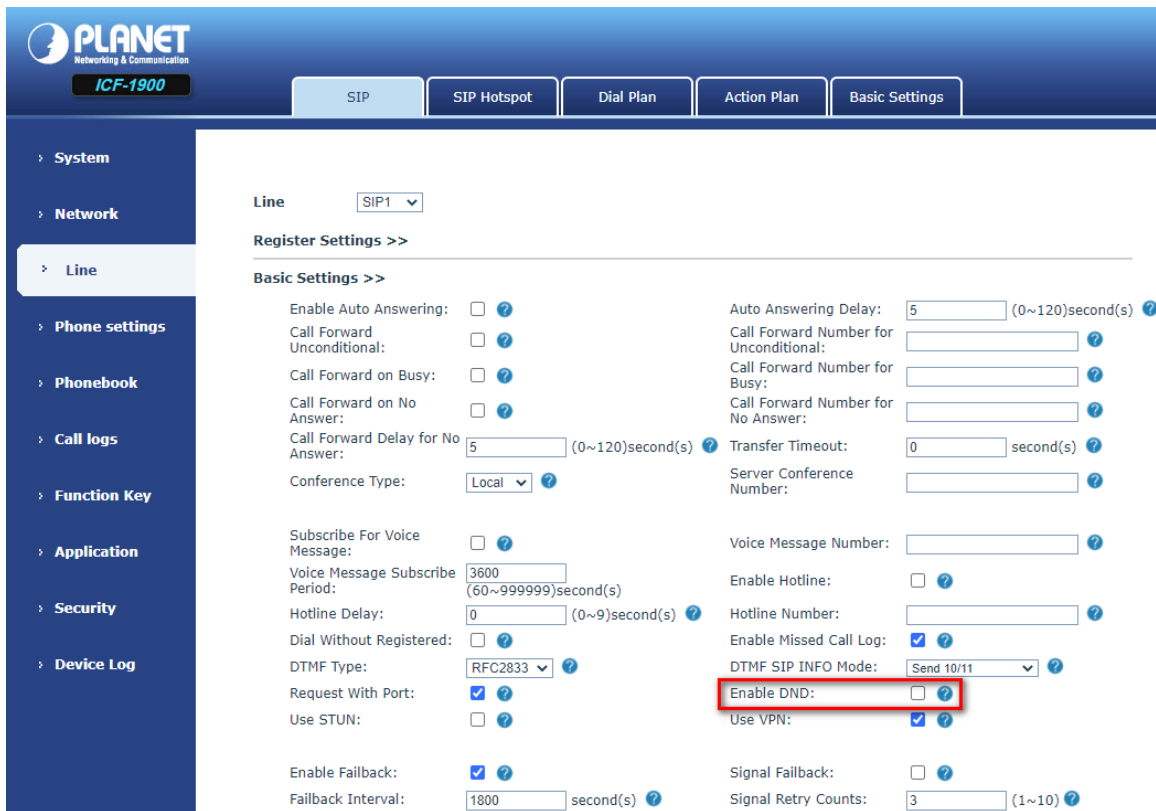 PLANET
Networking & Communication
ICF-1900
SIP
SIP Hotspot
Dial Plan
Action Plan
Basic Settings
› System
› Network
› Line
› Phone settings
› Phonebook
› Call logs
› Function Key
› Application
› Security
› Device Log
Line SIP1
Register Settings >>
Basic Settings >>
Enable Auto Answering: ?
Auto Answering Delay: 5 (0~120)second(s) ?
Call Forward
Unconditional: ?
Call Forward Number for
Unconditional: ?
Call Forward on Busy: ?
Call Forward Number for
Busy: ?
Call Forward on No
Answer: ?
Call Forward Number for
No Answer: ?
Call Forward Delay for No
Answer: 5 (0~120)second(s) ?
Transfer Timeout: 0 second(s) ?
Conference Type: Local ?
Server Conference
Number: ?
Subscribe For Voice
Message: ?
Voice Message Number: ?
Voice Message Subscribe
Period: 3600
(60~999999)second(s)
Enable Hotline: ?
Hotline Delay: 0 (0~9)second(s) ?
Hotline Number: ?
Dial Without Registered: ?
Enable Missed Call Log: ?
DTMF Type: RFC2833 ?
DTMF SIP INFO Mode: Send 10/11 ?
Request With Port: ?
Enable DND: ?
Use STUN: ?
Use VPN: ?
Enable Failback: ?
Signal Failback: ?
Failback Interval: 1800 second(s) ?
Signal Retry Counts: 3 (1~10) ?